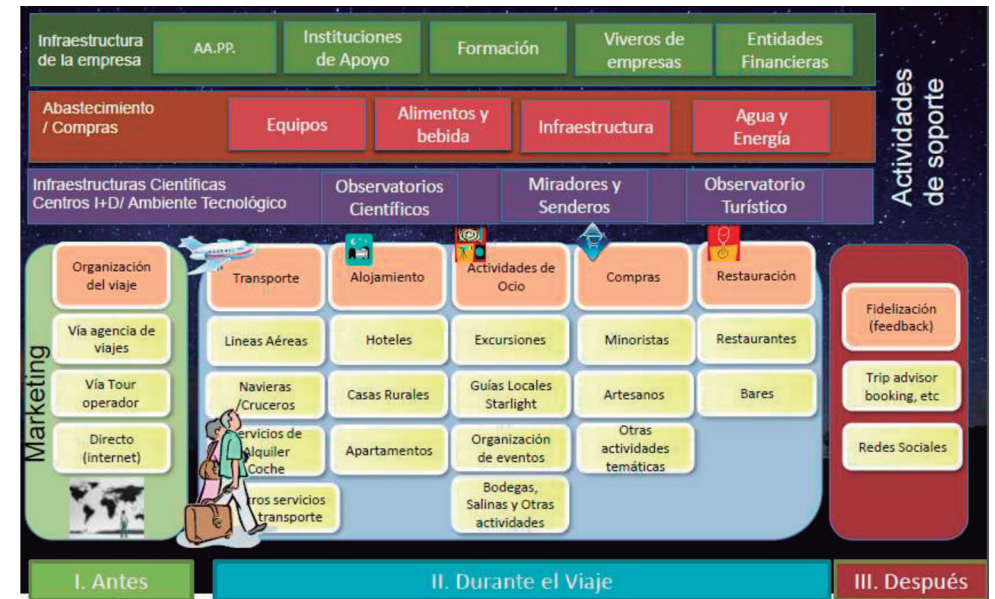 Infraestructura
de la empresa
AA.PP.
Instituciones
de Apoyo
Formación
Viveros de
empresas
Entidades
Financieras
Abastecimiento
/ Compras
Equipos
Alimentos y
bebida
Infraestructura
Agua y
Energía
Infraestructuras Científicas
Centros I+D/ Ambiente Tecnológico
Observatorios
Científicos
Miradores y
Senderos
Observatorio
Turístico
Actividades
de soporte
Marketing
Organización
del viaje
Vía agencia de
viajes
Vía Tour
operador
Directo
(internet)
Transporte
Lineas Aéreas
Navieras
/Cruceros
ervicios de
Alquiler
Coche
rros servicios
transporte
Alojamiento
Hoteles
Casas Rurales
Apartamentos
Actividades de
Ocio
Excursiones
Guías Locales
Starlight
Organización
de eventos
Bodegas,
Salinas y Otras
actividades
Compras
Minoristas
Artesanos
Otras
actividades
temáticas
Restauración
Restaurantes
Bares
Fidelización
(feedback)
Trip advisor
booking, etc
Redes Sociales
I. Antes
II. Durante el Viaje
III. Después